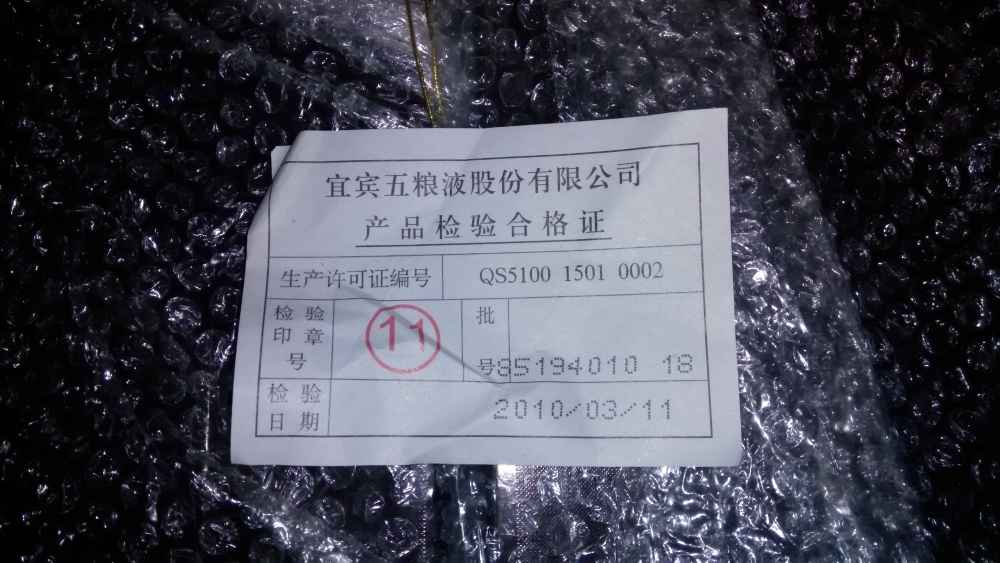 宜宾五粮液股份有限公司
产品检验合格证
生产许可证编号 QS5100 1501 0002
检验印章号 11
批号 85194010 18
检验日期 2010/03/11